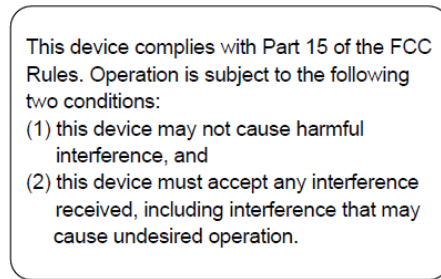 This device complies with Part 15 of the FCC
Rules. Operation is subject to the following
two conditions:
(1) this device may not cause harmful
interference, and
(2) this device must accept any interference
received, including interference that may
cause undesired operation.